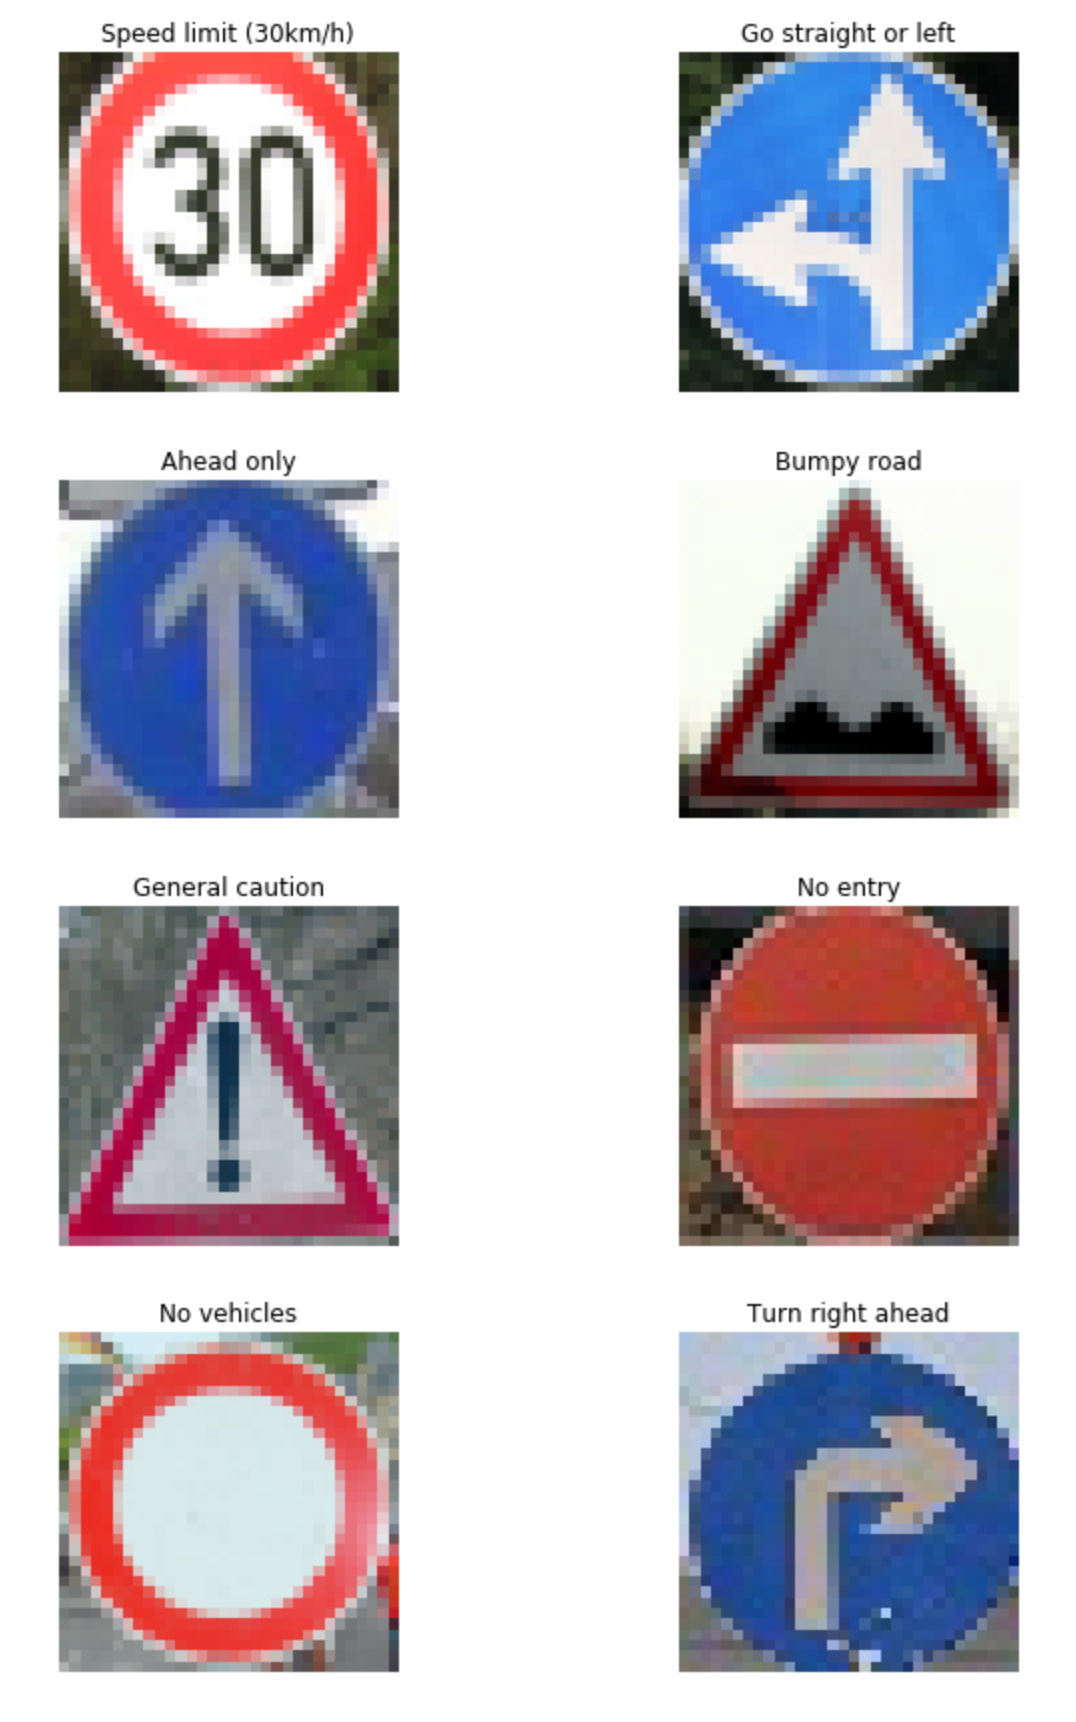 Speed limit (30km/h)
Go straight or left
30
Ahead only
Bumpy road
General caution
No entry
No vehicles
Turn right ahead